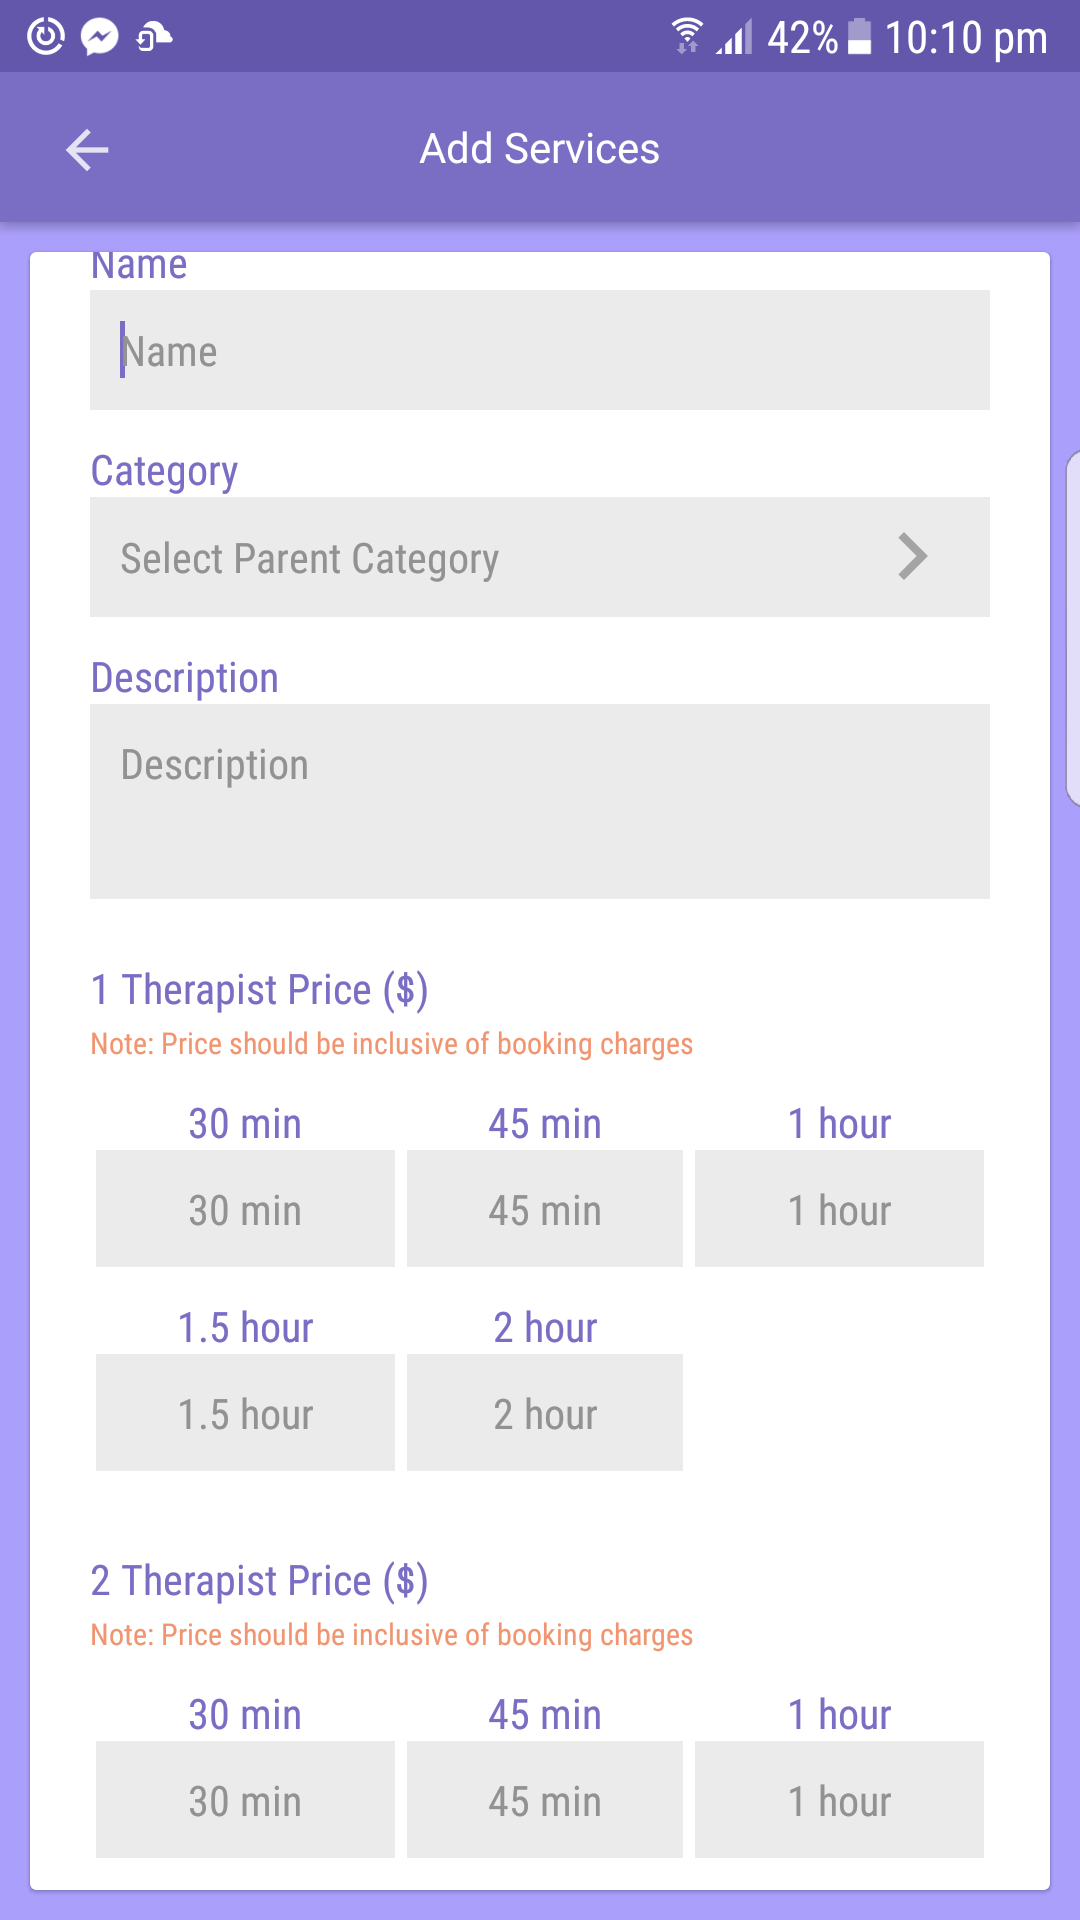 42% 10:10 pm
Add Services
Name
Name
Category
Select Parent Category
Description
Description
1 Therapist Price ($)
Note: Price should be inclusive of booking charges
30 min 45 min 1 hour
30 min 45 min 1 hour
1.5 hour 2 hour
1.5 hour 2 hour
2 Therapist Price ($)
Note: Price should be inclusive of booking charges
30 min 45 min 1 hour
30 min 45 min 1 hour